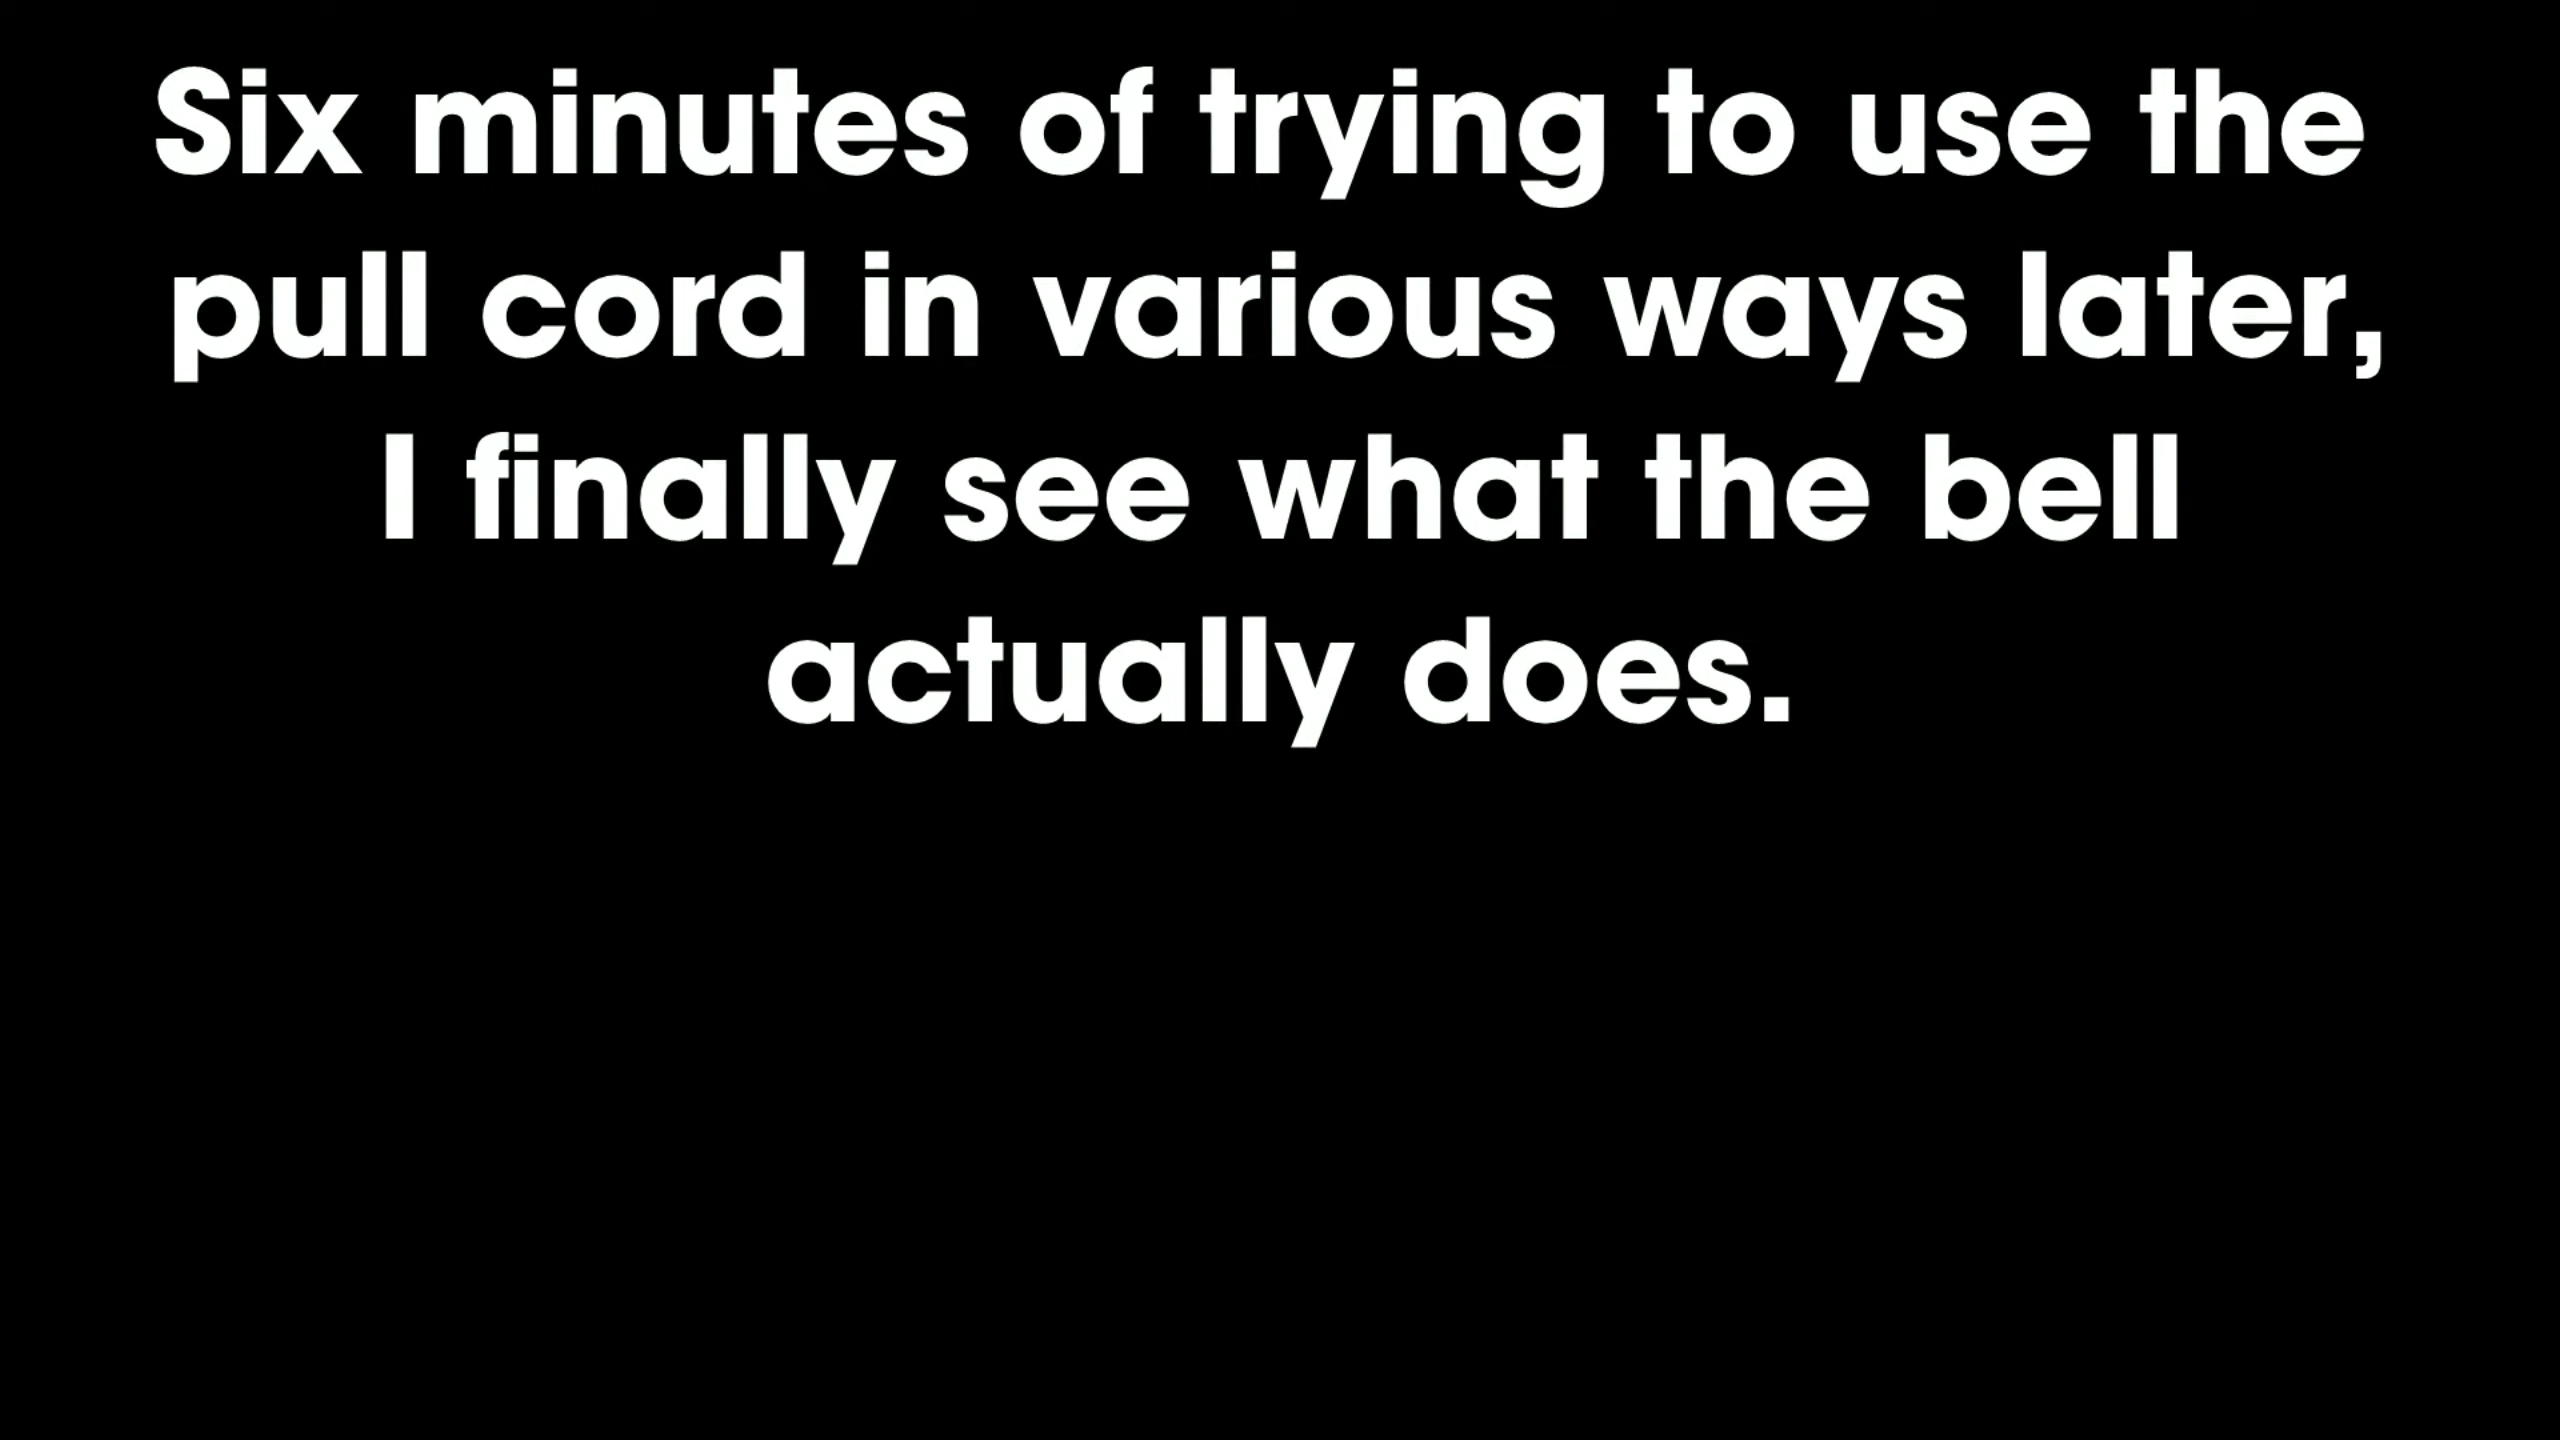 Six minutes of trying to use the
pull cord in various ways later,
I finally see what the bell
actually does.